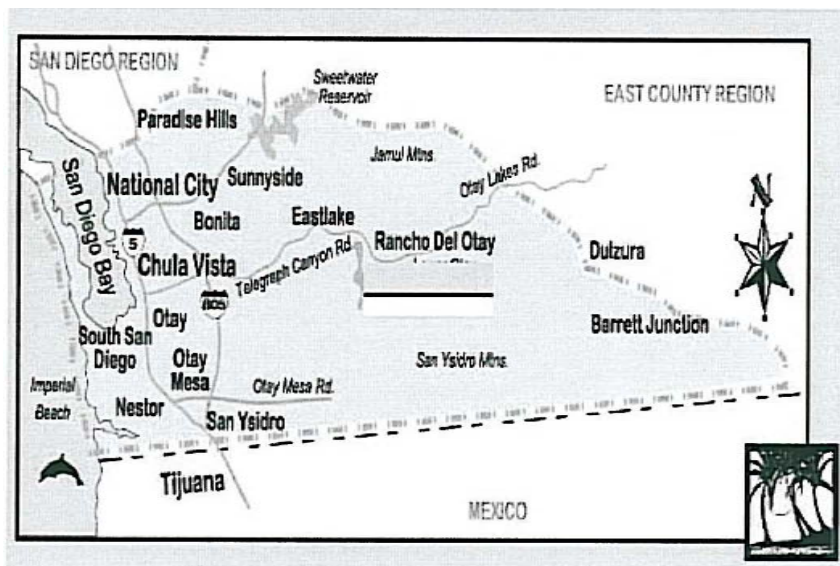 SAN DIEGO REGION
Sweetwater
Reservoir
EAST COUNTY REGION
Paradise Hills
Jamul Mtns.
Otay Lakes Rd.
National City
Sunnyside
San Diego Bay
Bonita
Eastlake
Rancho Del Otay
Dulzura
5
Chula Vista
Telegraph Canyon Rd.
805
Otay
South San
Diego
Barrett Junction
Otay
Mesa
San Ysidro Mtns.
Imperial
Beach
Otay Mesa Rd.
Nestor
San Ysidro
Tijuana
MEXICO
N